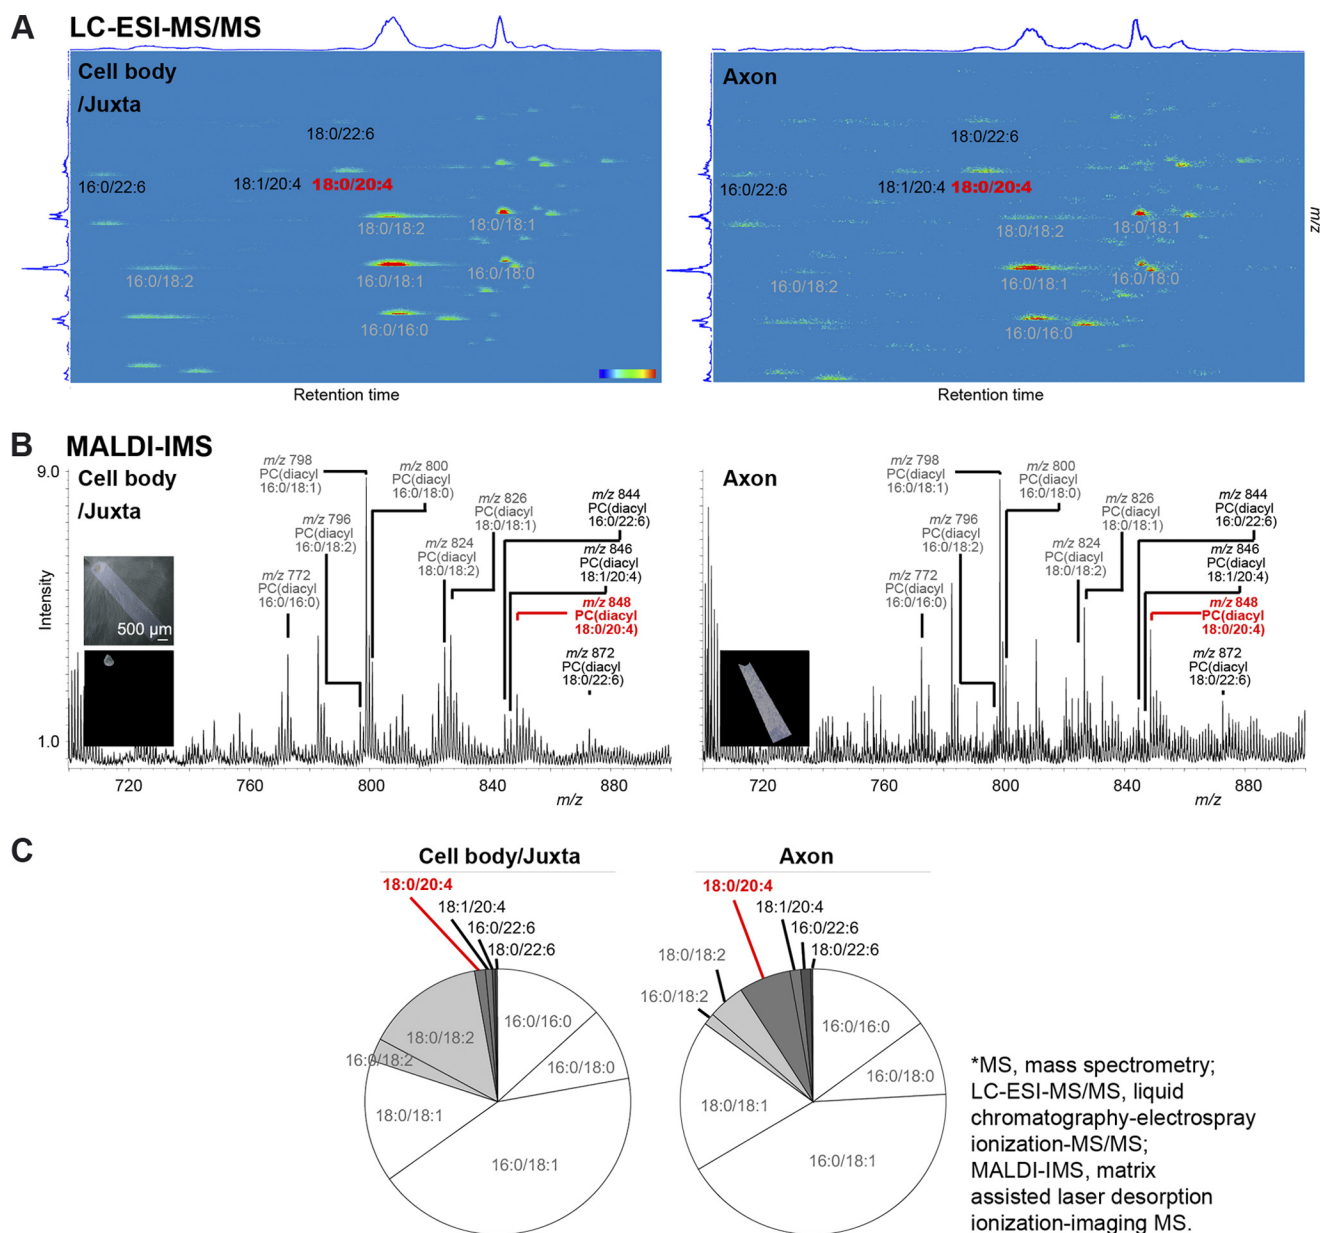 A
LC-ESI-MS/MS
Cell body
/Juxta
18:0/22:6
16:0/22:6
18:1/20:4
18:0/20:4
18:0/18:2
18:0/18:1
16:0/18:2
16:0/18:1
16:0/18:0
16:0/16:0
Retention time
Axon
18:0/22:6
16:0/22:6
18:1/20:4
18:0/20:4
18:0/18:2
18:0/18:1
16:0/18:2
16:0/18:1
16:0/18:0
16:0/16:0
m/z
Retention time
B
MALDI-IMS
Cell body
/Juxta
9.0
1.0
Intensity
500 µm
m/z 798
PC(diacyl
16:0/18:1)
m/z 800
PC(diacyl
16:0/18:0)
m/z 796
PC(diacyl
16:0/18:2)
m/z 826
PC(diacyl
18:0/18:1)
m/z 844
PC(diacyl
16:0/22:6)
m/z 824
PC(diacyl
18:0/18:2)
m/z 846
PC(diacyl
18:1/20:4)
m/z 772
PC(diacyl
16:0/16:0)
m/z 848
PC(diacyl
18:0/20:4)
m/z 872
PC(diacyl
18:0/22:6)
720
760
800
840
880
m/z
Axon
m/z 798
PC(diacyl
16:0/18:1)
m/z 800
PC(diacyl
16:0/18:0)
m/z 796
PC(diacyl
16:0/18:2)
m/z 826
PC(diacyl
18:0/18:1)
m/z 844
PC(diacyl
16:0/22:6)
m/z 824
PC(diacyl
18:0/18:2)
m/z 846
PC(diacyl
18:1/20:4)
m/z 772
PC(diacyl
16:0/16:0)
m/z 848
PC(diacyl
18:0/20:4)
m/z 872
PC(diacyl
18:0/22:6)
720
760
800
840
880
m/z
C
Cell body/Juxta
18:0/20:4
18:1/20:4
16:0/22:6
18:0/22:6
16:0/16:0
18:0/18:2
16:0/18:2
16:0/18:0
18:0/18:1
16:0/18:1
Axon
18:0/20:4
18:1/20:4
16:0/22:6
18:0/22:6
18:0/18:2
16:0/18:2
16:0/16:0
16:0/18:0
18:0/18:1
16:0/18:1
*MS, mass spectrometry;
LC-ESI-MS/MS, liquid
chromatography-electrospray
ionization-MS/MS;
MALDI-IMS, matrix
assisted laser desorption
ionization-imaging MS.